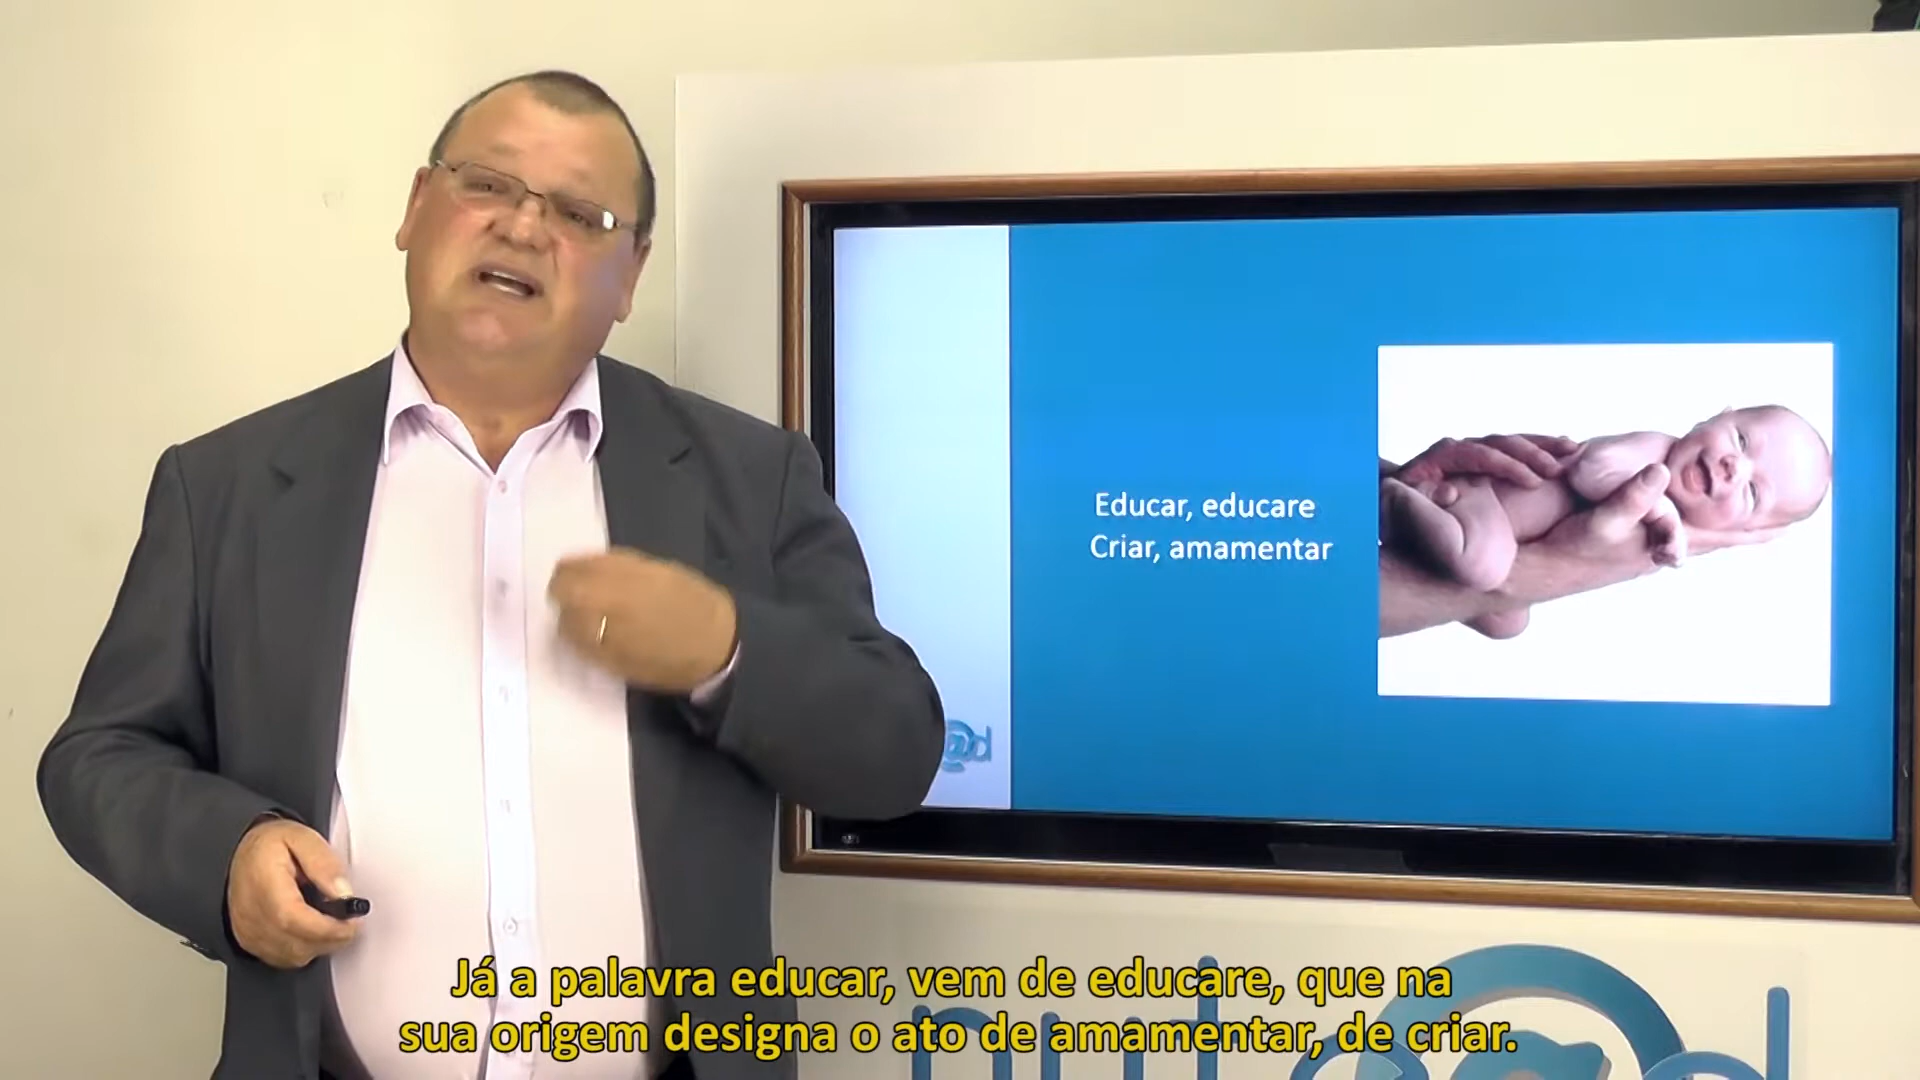 Educar, educare
Criar, amamentar
@d
Já a palavra educar, vem de educare, que na
sua origem designa o ato de amamentar, de criar.
nute@d